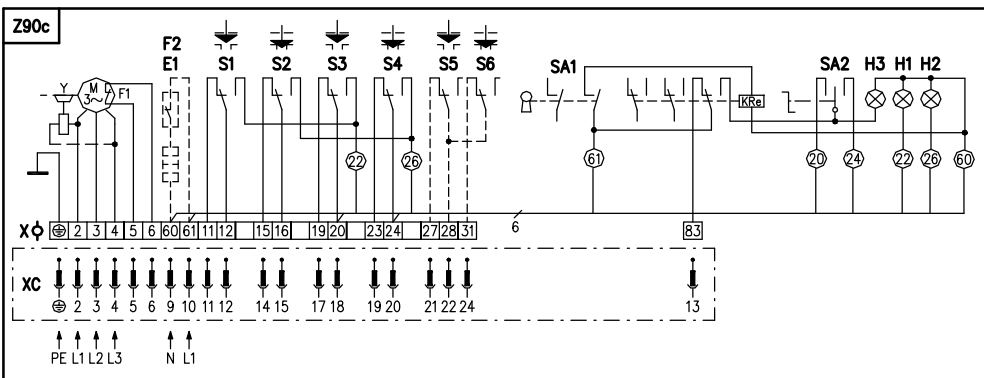 Z90c
F2
E1 S1 S2 S3 S4 S5 S6 SA1 SA2 H3 H1 H2
Y M 3~ F1
KRe
22 26 61 20 24 22 26 60
X 2 3 4 5 6 60 61 11 12 15 16 19 20 23 24 27 28 31 6 83
XC
2 3 4 5 6 9 10 11 12 14 15 17 18 19 20 21 22 24 13
PE L1 L2 L3 N L1